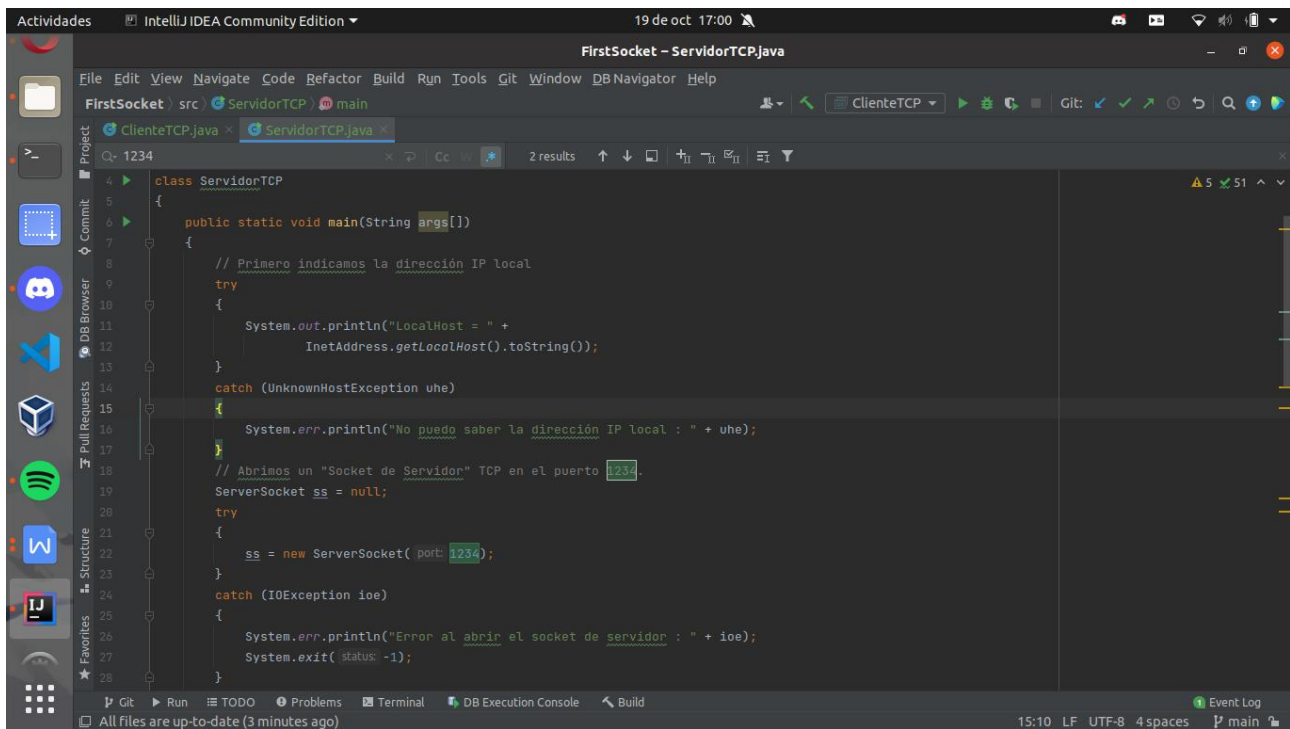 Actividades IntelliJ IDEA Community Edition ▾ 19 de oct 17:00
FirstSocket – ServidorTCP.java
File Edit View Navigate Code Refactor Build Run Tools Git Window DB Navigator Help
FirstSocket src ServidorTCP main ClienteTCP Git:
ClienteTCP.java ServidorTCP.java
1234 Cc W .* 2 results
4 class ServidorTCP 5 51
5 {
6 public static void main(String args[])
7 {
8 // Primero indicamos la dirección IP local
9 try
10 {
11 System.out.println("LocalHost = " +
12 InetAddress.getLocalHost().toString());
13 }
14 catch (UnknownHostException uhe)
15 {
16 System.err.println("No puedo saber la dirección IP local : " + uhe);
17 }
18 // Abrimos un "Socket de Servidor" TCP en el puerto 1234.
19 ServerSocket ss = null;
20 try
21 {
22 ss = new ServerSocket( port: 1234);
23 }
24 catch (IOException ioe)
25 {
26 System.err.println("Error al abrir el socket de servidor : " + ioe);
27 System.exit( status: -1);
28 }
Project
Commit
DB Browser
Pull Requests
Structure
Favorites
Git Run TODO Problems Terminal DB Execution Console Build 1 Event Log
All files are up-to-date (3 minutes ago) 15:10 LF UTF-8 4 spaces main